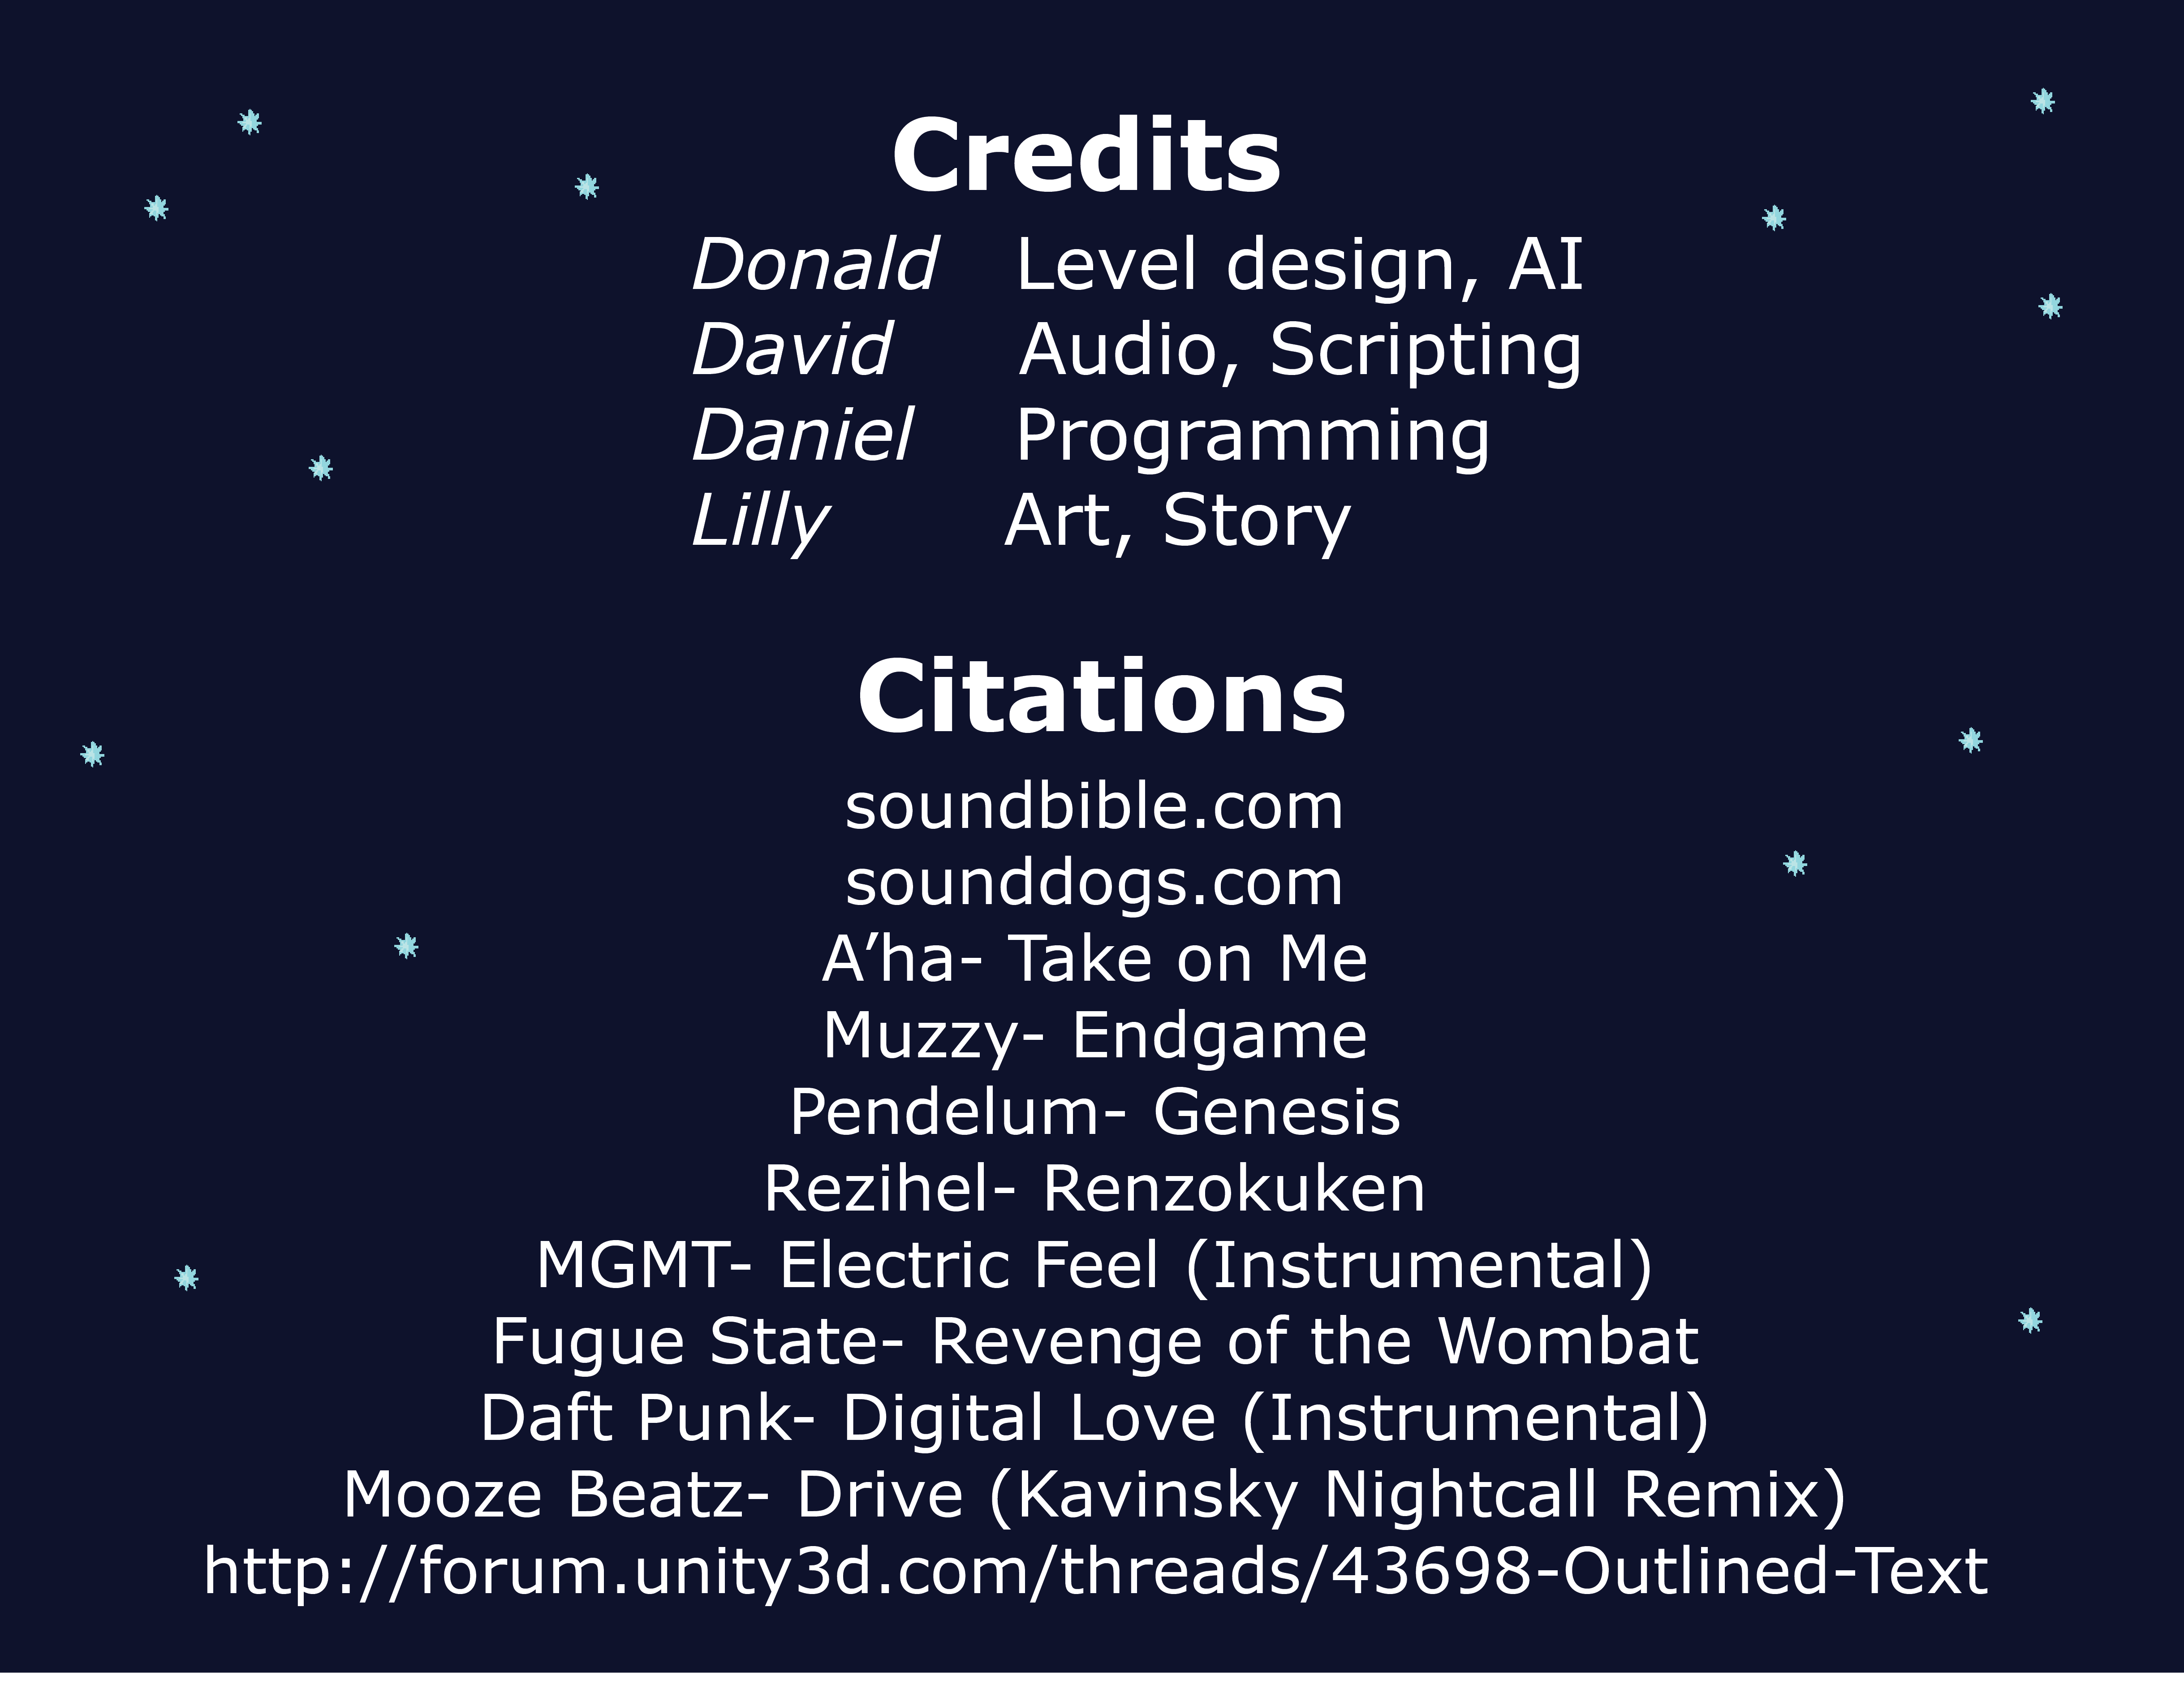 Credits
Donald Level design, AI
David Audio, Scripting
Daniel Programming
Lilly Art, Story
Citations
soundbible.com
sounddogs.com
A’ha- Take on Me
Muzzy- Endgame
Pendelum- Genesis
Rezihel- Renzokuken
MGMT- Electric Feel (Instrumental)
Fugue State- Revenge of the Wombat
Daft Punk- Digital Love (Instrumental)
Mooze Beatz- Drive (Kavinsky Nightcall Remix)
http://forum.unity3d.com/threads/43698-Outlined-Text